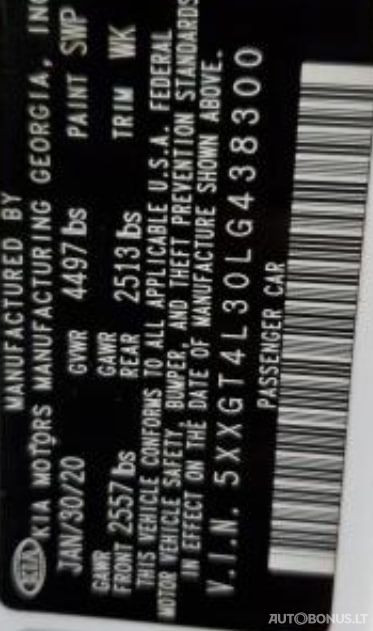 MANUFACTURED BY
KIA KIA MOTORS MANUFACTURING GEORGIA, INC
JAN/30/20 GVWR 4497 lbs PAINT SWP
GAWR GAWR
FRONT 2557 lbs REAR 2513 lbs TRIM WK
THIS VEHICLE CONFORMS TO ALL APPLICABLE U.S.A. FEDERAL
MOTOR VEHICLE SAFETY, BUMPER, AND THEFT PREVENTION STANDARDS
IN EFFECT ON THE DATE OF MANUFACTURE SHOWN ABOVE.
V.I.N. 5XXGT4L30LG438300
PASSENGER CAR
AUTOBONUS.LT